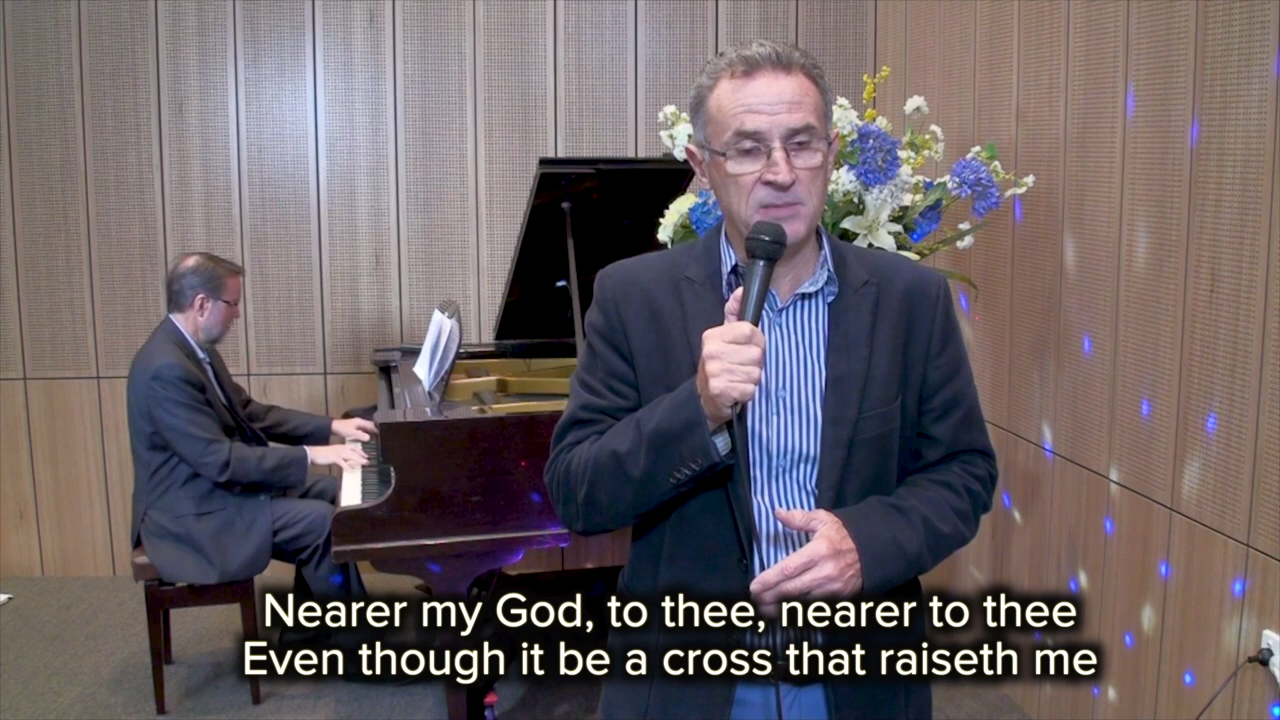 Nearer my God, to thee, nearer to thee
Even though it be a cross that raiseth me